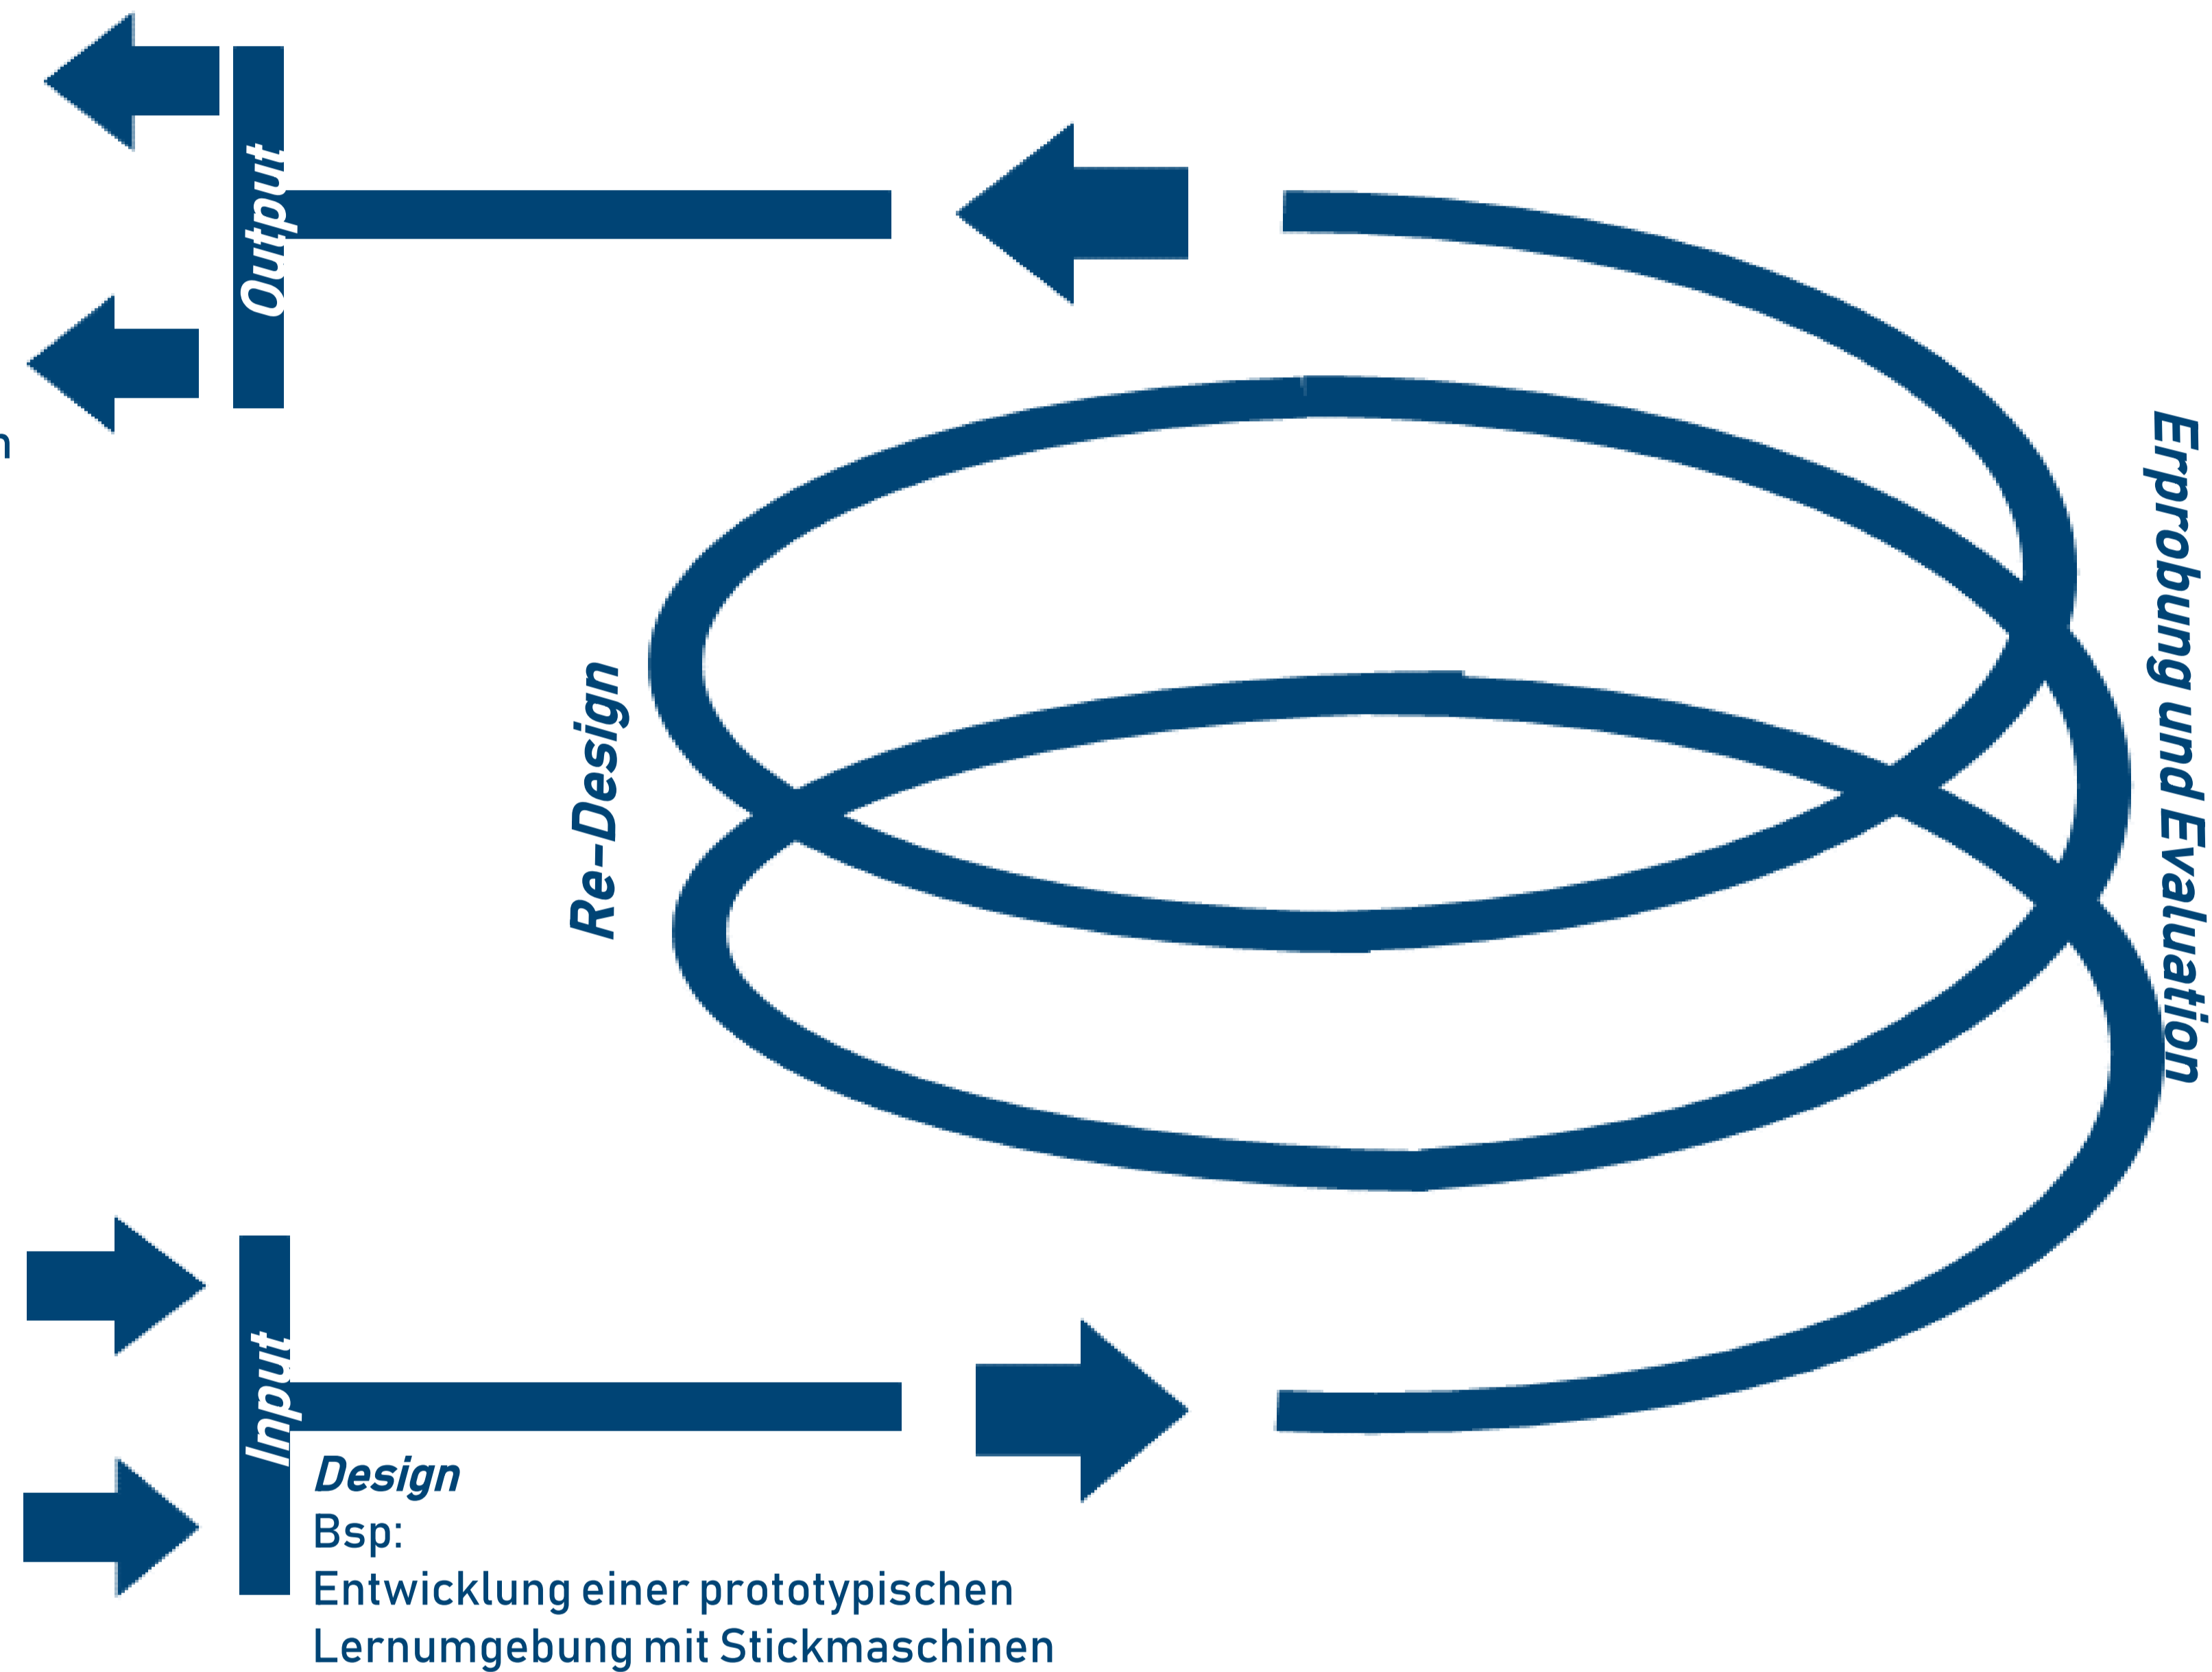 Output
Erprobung und Evaluation
Re-Design
Input
Design
Bsp:
Entwicklung einer prototypischen
Lernumgebung mit Stickmaschinen